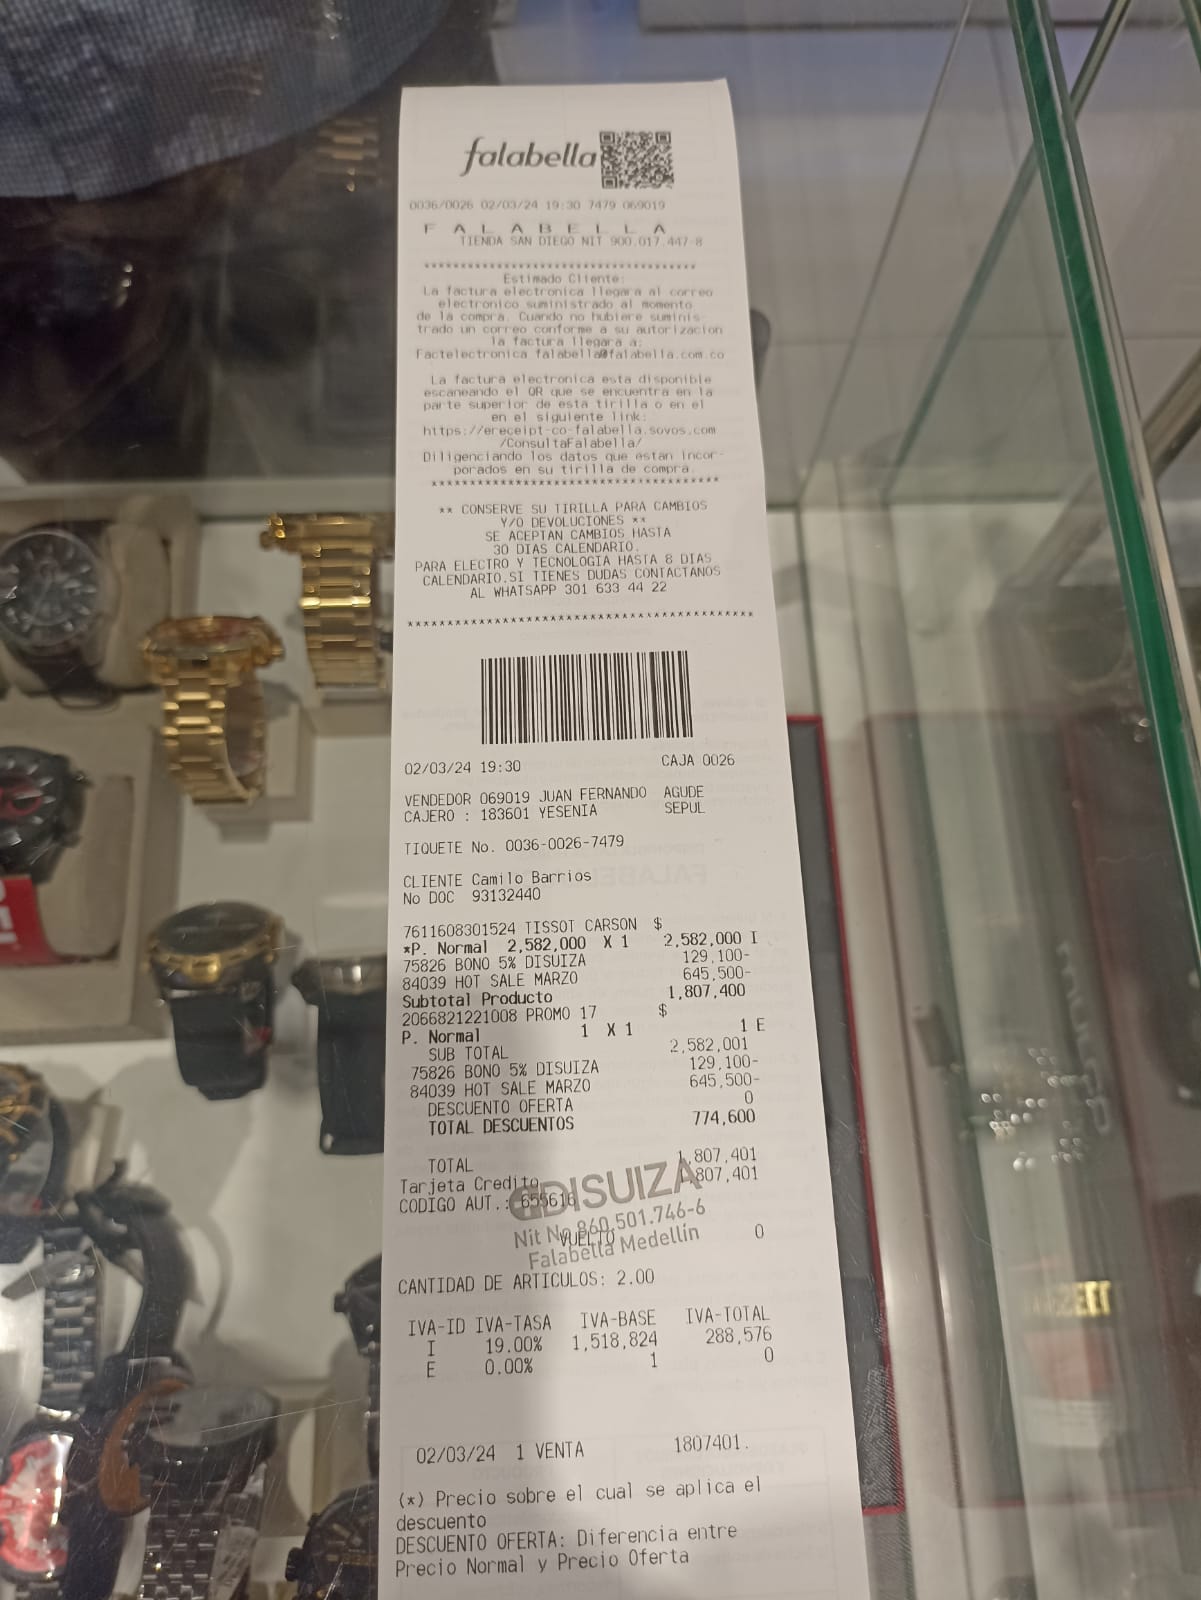 falabella
0036/0026 02/03/24 19:30 7479 069019
F A L A B E L L A
TIENDA SAN DIEGO NIT 900.017.447-8
************************************
Estimado Cliente:
La factura electronica llegara al correo
electronico suministrado al momento
de la compra. Cuando no hubiere suminis-
trado un correo conforme a su autorizacion
la factura llegara a:
Factelectronica falabella@falabella.com.co
La factura electronica esta disponible
escaneando el QR que se encuentra en la
parte superior de esta tirilla o en el
en el siguiente link:
https://ereceipt-co-falabella.sovos.com
/ConsultaFalabella/
Diligenciando los datos que estan incor-
porados en su tirilla de compra.
**************************************
** CONSERVE SU TIRILLA PARA CAMBIOS
Y/O DEVOLUCIONES **
SE ACEPTAN CAMBIOS HASTA
30 DIAS CALENDARIO.
PARA ELECTRO Y TECNOLOGIA HASTA 8 DIAS
CALENDARIO.SI TIENES DUDAS CONTACTANOS
AL WHATSAPP 301 633 44 22
********************************************
02/03/24 19:30 CAJA 0026
VENDEDOR 069019 JUAN FERNANDO AGUDE
CAJERO : 183601 YESENIA SEPUL
TIQUETE No. 0036-0026-7479
CLIENTE Camilo Barrios
No DOC 93132440
7611608301524 TISSOT CARSON $
*P. Normal 2,582,000 X 1 2,582,000 I
75826 BONO 5% DISUIZA 129,100-
84039 HOT SALE MARZO 645,500-
Subtotal Producto 1,807,400
2066821221008 PROMO 17 $
P. Normal 1 X 1 1 E
SUB TOTAL 2,582,001
75826 BONO 5% DISUIZA 129,100-
84039 HOT SALE MARZO 645,500-
DESCUENTO OFERTA 0
TOTAL DESCUENTOS 774,600
TOTAL 1,807,401
Tarjeta Credito 1,807,401
CODIGO AUT.: 655616
DISUIZA
Nit No.860.501.746-6
VUELTO 0
Falabella Medellín
CANTIDAD DE ARTICULOS: 2.00
IVA-ID IVA-TASA IVA-BASE IVA-TOTAL
I 19.00% 1,518,824 288,576
E 0.00% 1 0
02/03/24 1 VENTA 1807401.
(*) Precio sobre el cual se aplica el
descuento
DESCUENTO OFERTA: Diferencia entre
Precio Normal y Precio Oferta